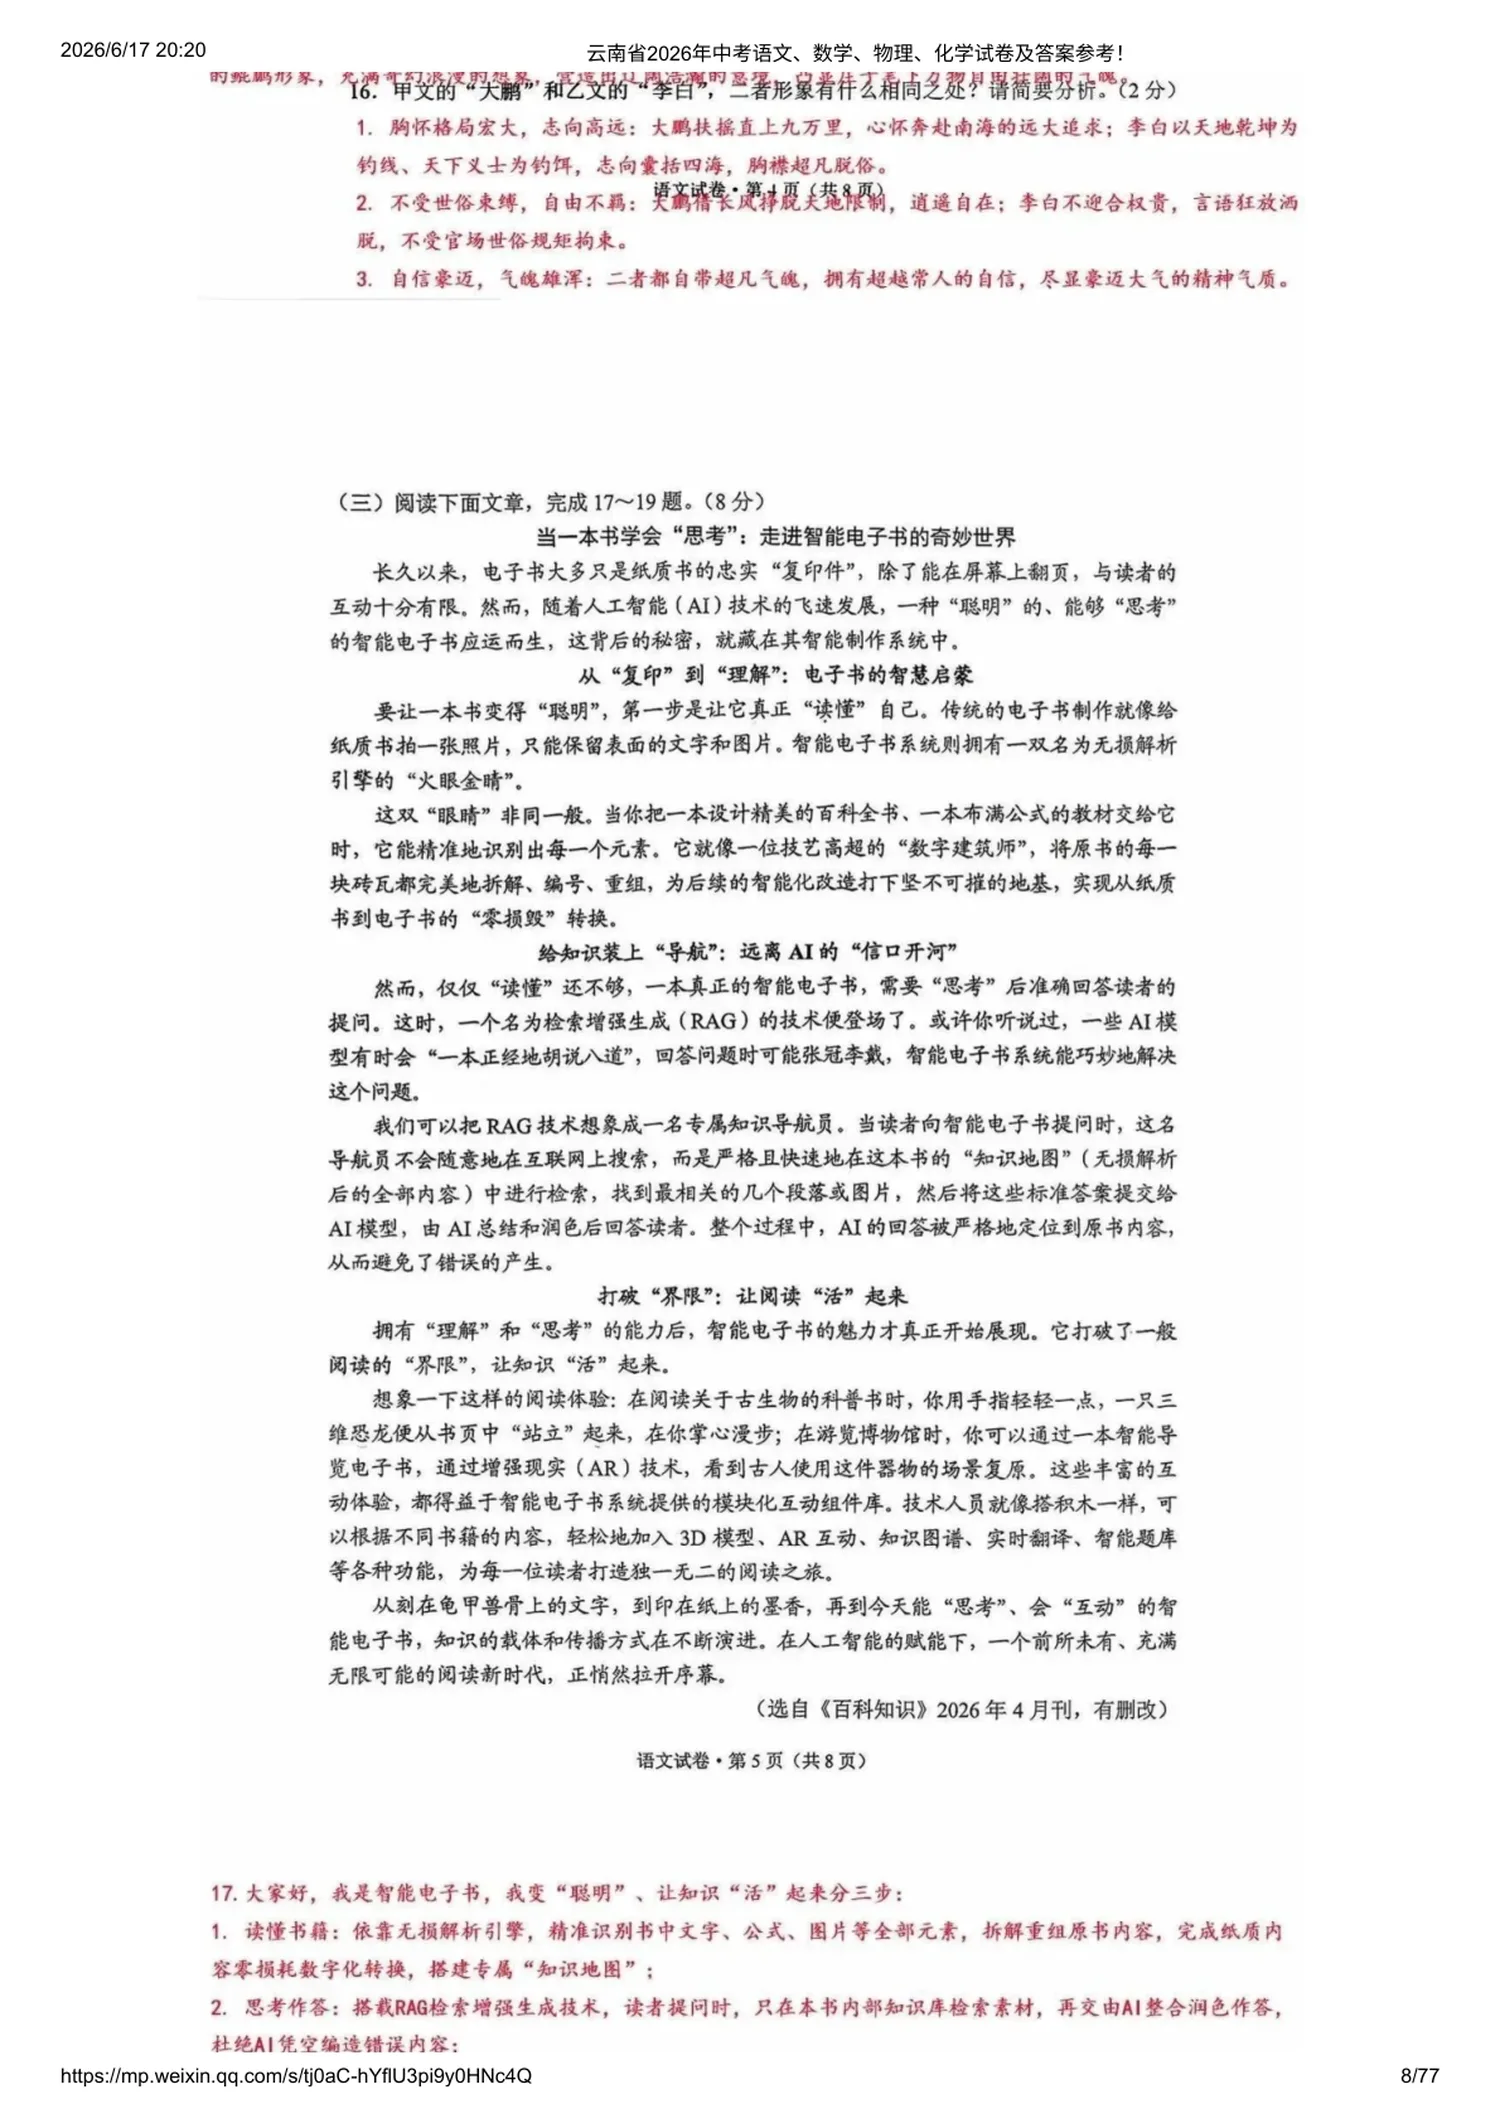 2026/6/17 20:20
云南省2026年中考语文、数学、物理、化学试卷及答案参考！
的鲲鹏形象，充满奇幻浪漫的想象，营造出辽阔浩瀚的意境，凸显庄子笔下万物自由壮阔的气魄。
16．甲文的“大鹏”和乙文的“李白”，二者形象有什么相同之处？请简要分析。（2 分）
1. 胸怀格局宏大，志向高远：大鹏扶摇直上九万里，心怀奔赴南海的远大追求；李白以天地乾坤为
钓线、天下义士为钓饵，志向囊括四海，胸襟超凡脱俗。
语文试卷·第 4 页（共 8 页）
2. 不受世俗束缚，自由不羁：大鹏借长风挣脱天地限制，逍遥自在；李白不迎合权贵，言语狂放洒
脱，不受官场世俗规矩拘束。
3. 自信豪迈，气魄雄浑：二者都自带超凡气魄，拥有超越常人的自信，尽显豪迈大气的精神气质。
（三）阅读下面文章，完成 17～19 题。（8 分）
当一本书学会“思考”：走进智能电子书的奇妙世界
长久以来，电子书大多只是纸质书的忠实“复印件”，除了能在屏幕上翻页，与读者的
互动十分有限。然而，随着人工智能（AI）技术的飞速发展，一种“聪明”的、能够“思考”
的智能电子书应运而生，这背后的秘密，就藏在其智能制作系统中。
从“复印”到“理解”：电子书的智慧启蒙
要让一本书变得“聪明”，第一步是让它真正“读懂”自己。传统的电子书制作就像给
纸质书拍一张照片，只能保留表面的文字和图片。智能电子书系统则拥有一双名为无损解析
引擎的“火眼金睛”。
这双“眼睛”非同一般。当你把一本设计精美的百科全书、一本布满公式的教材交给它
时，它能精准地识别出每一个元素。它就像一位技艺高超的“数字建筑师”，将原书的每一
块砖瓦都完美地拆解、编号、重组，为后续的智能化改造打下坚不可摧的地基，实现从纸质
书到电子书的“零损毁”转换。
给知识装上“导航”：远离 AI 的“信口开河”
然而，仅仅“读懂”还不够，一本真正的智能电子书，需要“思考”后准确回答读者的
提问。这时，一个名为检索增强生成（RAG）的技术便登场了。或许你听说过，一些 AI 模
型有时会“一本正经地胡说八道”，回答问题时可能张冠李戴，智能电子书系统能巧妙地解决
这个问题。
我们可以把 RAG 技术想象成一名专属知识导航员。当读者向智能电子书提问时，这名
导航员不会随意地在互联网上搜索，而是严格且快速地在这本书的“知识地图”（无损解析
后的全部内容）中进行检索，找到最相关的几个段落或图片，然后将这些标准答案提交给
AI 模型，由 AI 总结和润色后回答读者。整个过程中，AI 的回答被严格地定位到原书内容，
从而避免了错误的产生。
打破“界限”：让阅读“活”起来
拥有“理解”和“思考”的能力后，智能电子书的魅力才真正开始展现。它打破了一般
阅读的“界限”，让知识“活”起来。
想象一下这样的阅读体验：在阅读关于古生物的科普书时，你用手指轻轻一点，一只三
维恐龙便从书页中“站立”起来，在你掌心漫步；在游览博物馆时，你可以通过一本智能导
览电子书，通过增强现实（AR）技术，看到古人使用这件器物的场景复原。这些丰富的互
动体验，都得益于智能电子书系统提供的模块化互动组件库。技术人员就像搭积木一样，可
以根据不同书籍的内容，轻松地加入 3D 模型、AR 互动、知识图谱、实时翻译、智能题库
等各种功能，为每一位读者打造独一无二的阅读之旅。
从刻在龟甲兽骨上的文字，到印在纸上的墨香，再到今天能“思考”、会“互动”的智
能电子书，知识的载体和传播方式在不断演进。在人工智能的赋能下，一个前所未有、充满
无限可能的阅读新时代，正悄然拉开序幕。
（选自《百科知识》2026 年 4 月刊，有删改）
语文试卷·第 5 页（共 8 页）
17. 大家好，我是智能电子书，我变“聪明”、让知识“活”起来分三步：
1. 读懂书籍：依靠无损解析引擎，精准识别书中文字、公式、图片等全部元素，拆解重组原书内容，完成纸质内
容零损耗数字化转换，搭建专属“知识地图”；
2. 思考作答：搭载RAG检索增强生成技术，读者提问时，只在本书内部知识库检索素材，再交由AI整合润色作答，
杜绝AI凭空编造错误内容；
https://mp.weixin.qq.com/s/tj0aC-hYflU3pi9y0HNc4Q
8/77